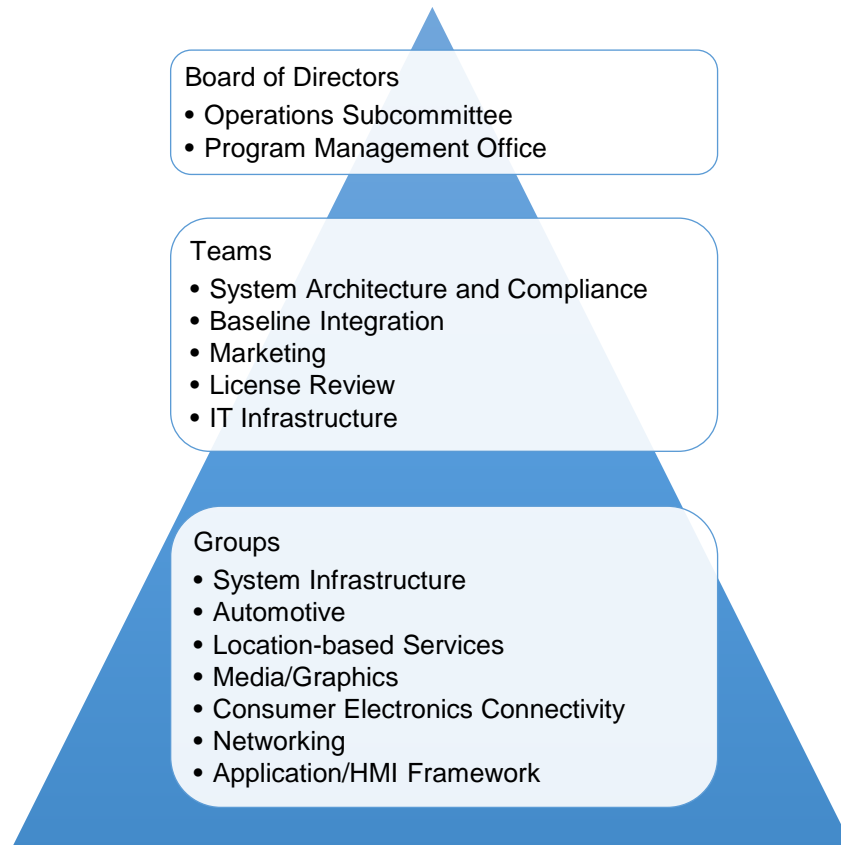 Board of Directors
• Operations Subcommittee
• Program Management Office
Teams
• System Architecture and Compliance
• Baseline Integration
• Marketing
• License Review
• IT Infrastructure
Groups
• System Infrastructure
• Automotive
• Location-based Services
• Media/Graphics
• Consumer Electronics Connectivity
• Networking
• Application/HMI Framework